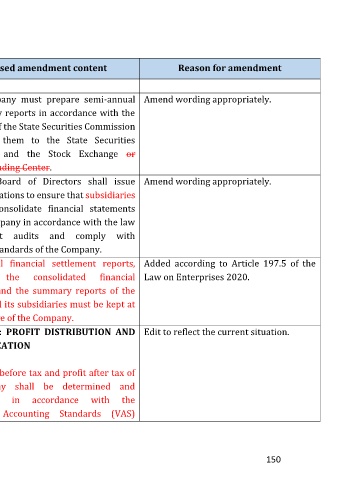 sed amendment content
Reason for amendment
pany must prepare semi-annual
y reports in accordance with the
f the State Securities Commission
them to the State Securities
and the Stock Exchange or
ading Center.
Amend wording appropriately.
Board of Directors shall issue
ations to ensure that subsidiaries
onsolidate financial statements
pany in accordance with the law
t audits and comply with
andards of the Company.
Amend wording appropriately.
l financial settlement reports,
the consolidated financial
nd the summary reports of the
l its subsidiaries must be kept at
e of the Company.
Added according to Article 197.5 of the
Law on Enterprises 2020.
: PROFIT DISTRIBUTION AND
CATION
before tax and profit after tax of
ny shall be determined and
in accordance with the
Accounting Standards (VAS)
Edit to reflect the current situation.
150